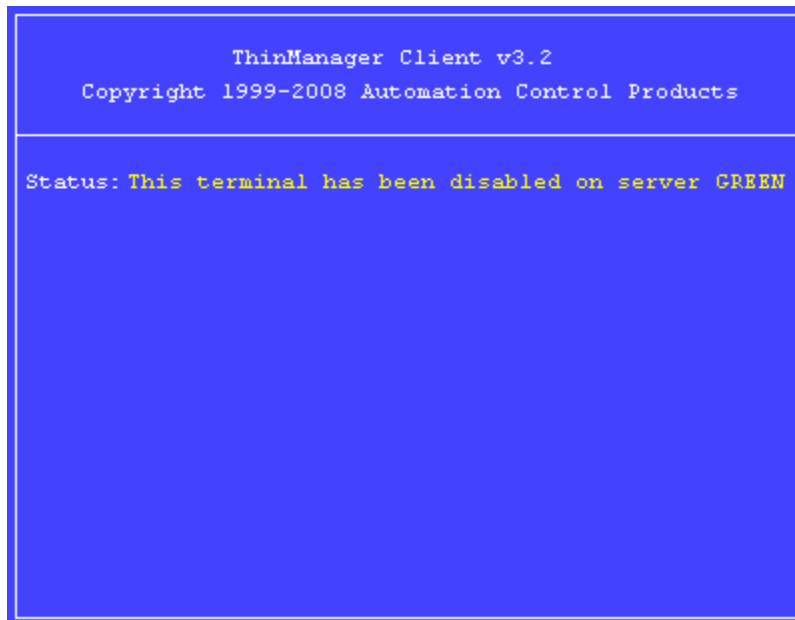 ThinManager Client v3.2
Copyright 1999-2008 Automation Control Products
Status: This terminal has been disabled on server GREEN